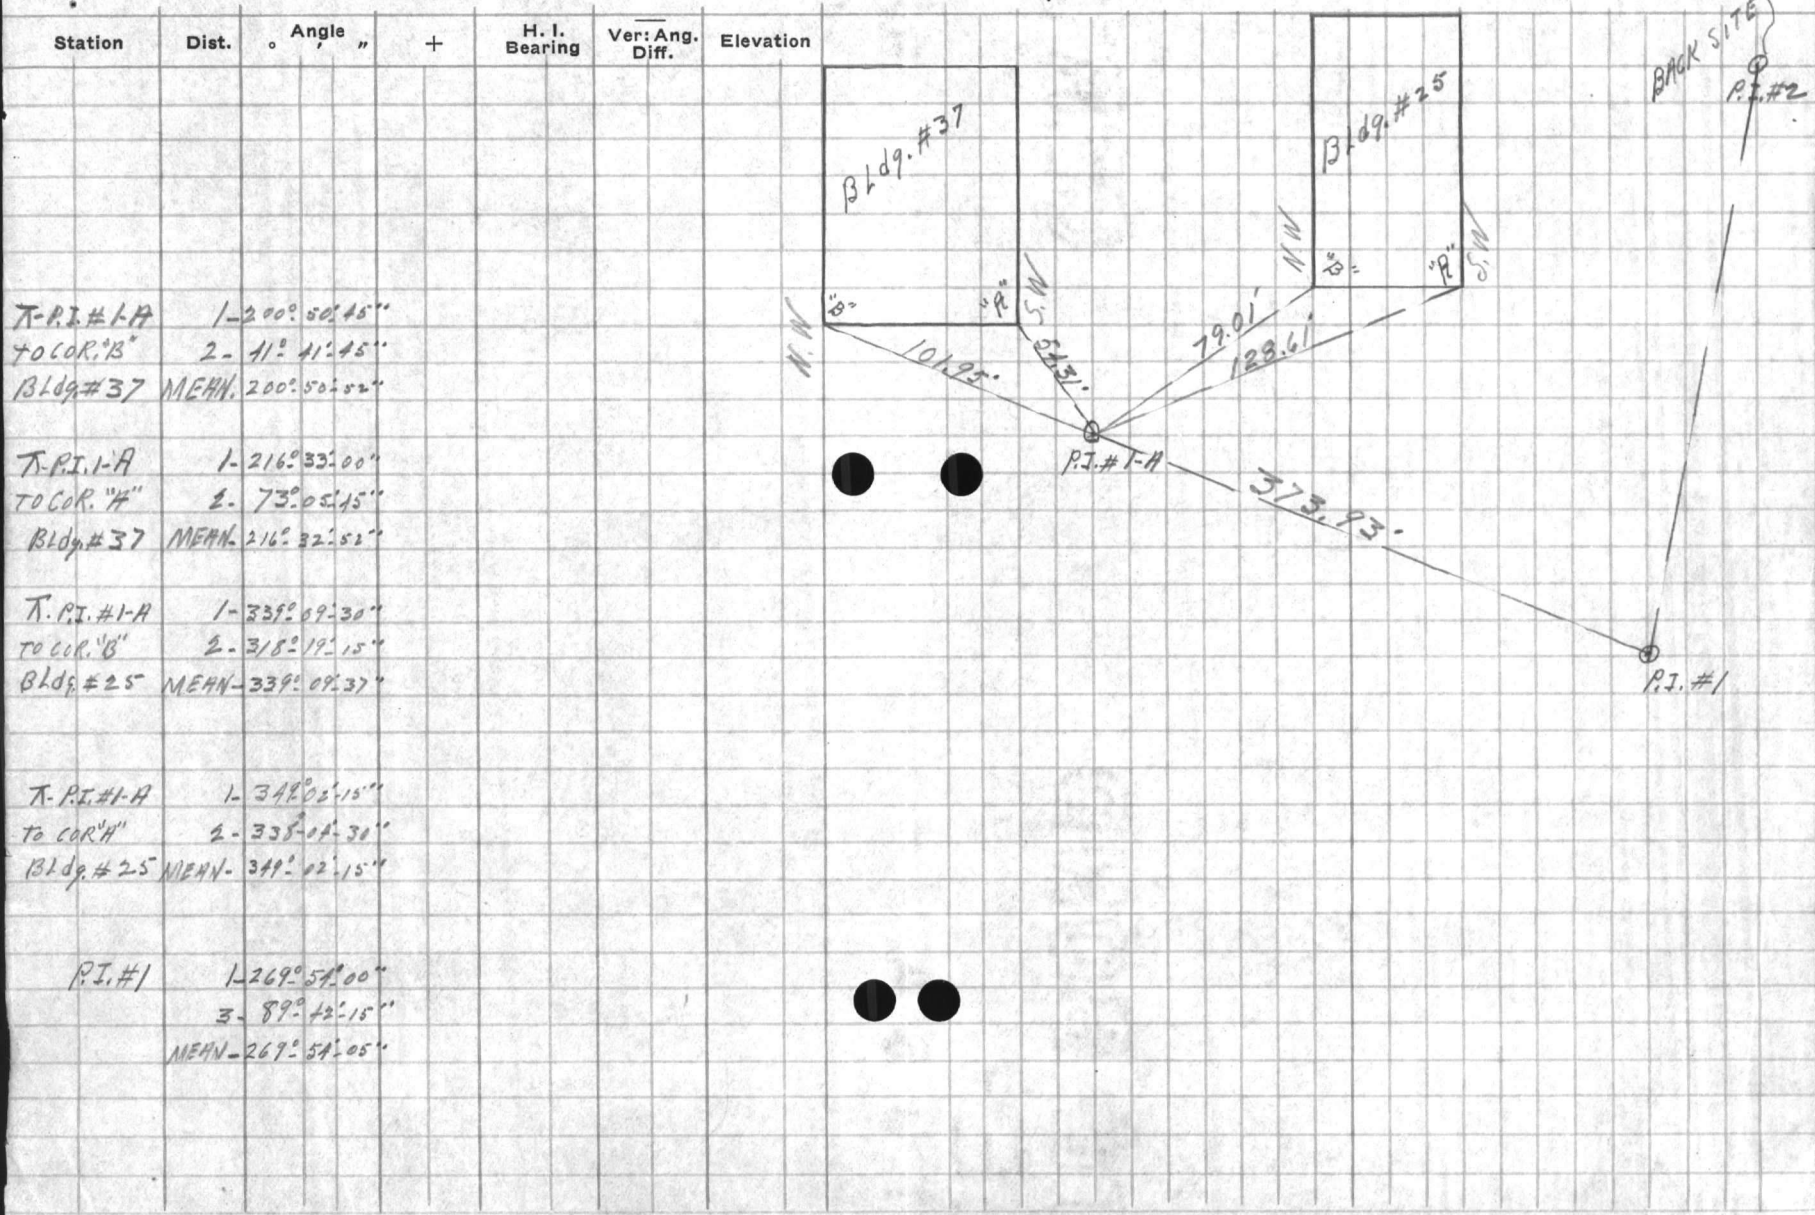 Station Dist. Angle ° ' " + H. I. Bearing Ver: Ang. Diff. Elevation
⊼-P.I.#1-A 1-200°50'45"
TO COR."B" 2- 41°41'45"
Bldg.#37 MEAN. 200°50'52"
⊼-P.I.1-A 1-216°33'00"
TO COR."A" 2- 73°05'45"
Bldg.#37 MEAN-216°32'52"
⊼.P.I.#1-A 1-339°09'30"
TO COR."B" 2-318°19'15"
Bldg.#25 MEAN-339°09'37"
⊼-P.I.#1-A 1-349°02'15"
TO COR"A" 2-338-04-30"
Bldg.#25 MEAN-349°02'15"
P.I.#1 1-269°54'00"
3- 89°42'15"
MEAN-269°54'05"
Bldg.#37
"B" "A"
N.W
S.W
Bldg.#25
"B" "A"
N.W
S.W
BACK SITE
P.I.#2
101.95'
54.31'
79.01'
128.61'
P.I.#1-A
373.93'
P.I.#1